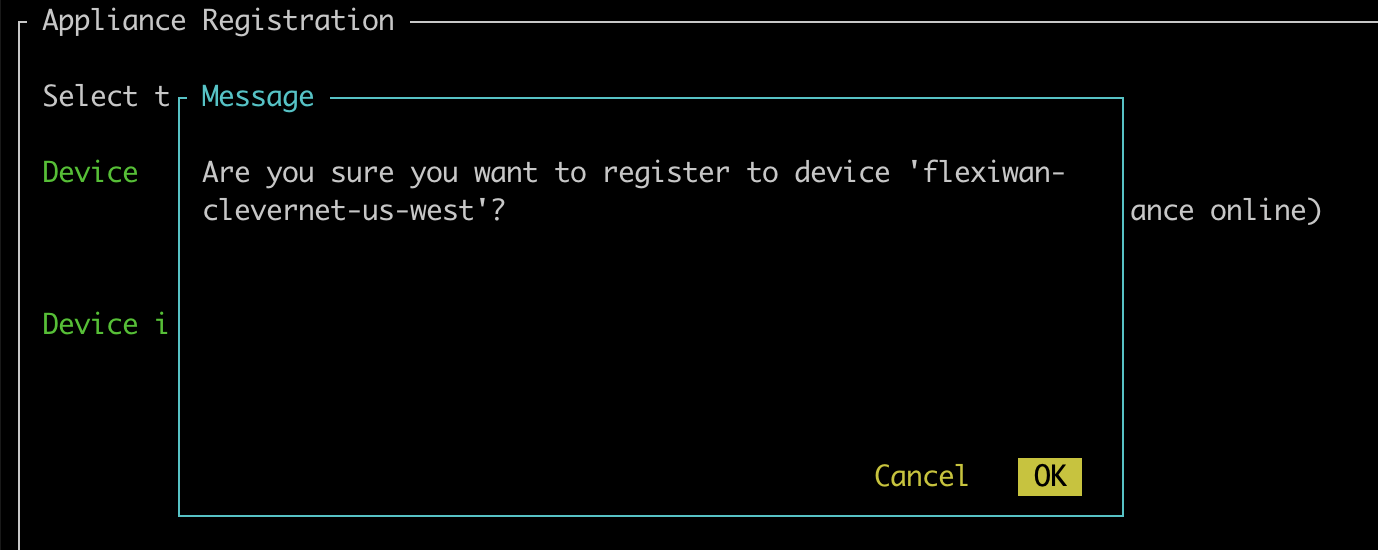 Appliance Registration
Select t
Message
Device
Are you sure you want to register to device 'flexiwan-
clevernet-us-west'?
ance online)
Device i
Cancel OK